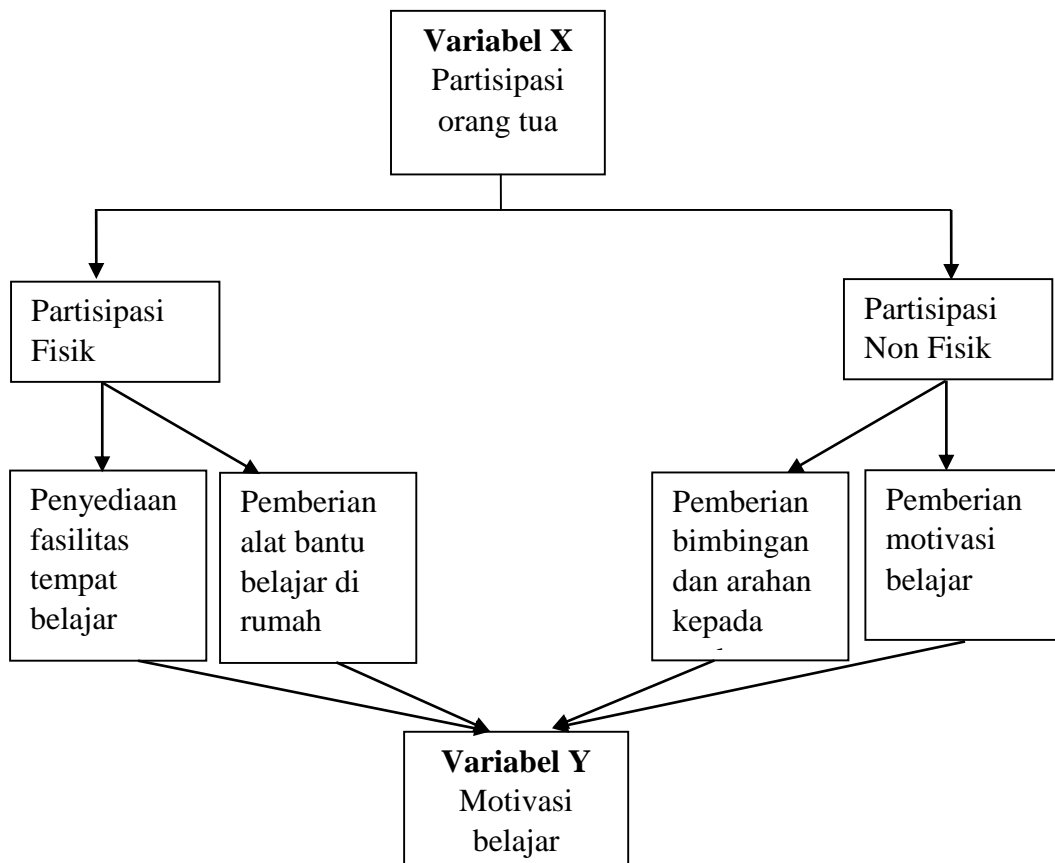 Variabel X
Partisipasi
orang tua
Partisipasi
Fisik
Partisipasi
Non Fisik
Penyediaan
fasilitas
tempat
belajar
Pemberian
alat bantu
belajar di
rumah
Pemberian
bimbingan
dan arahan
kepada
Pemberian
motivasi
belajar
Variabel Y
Motivasi
belajar